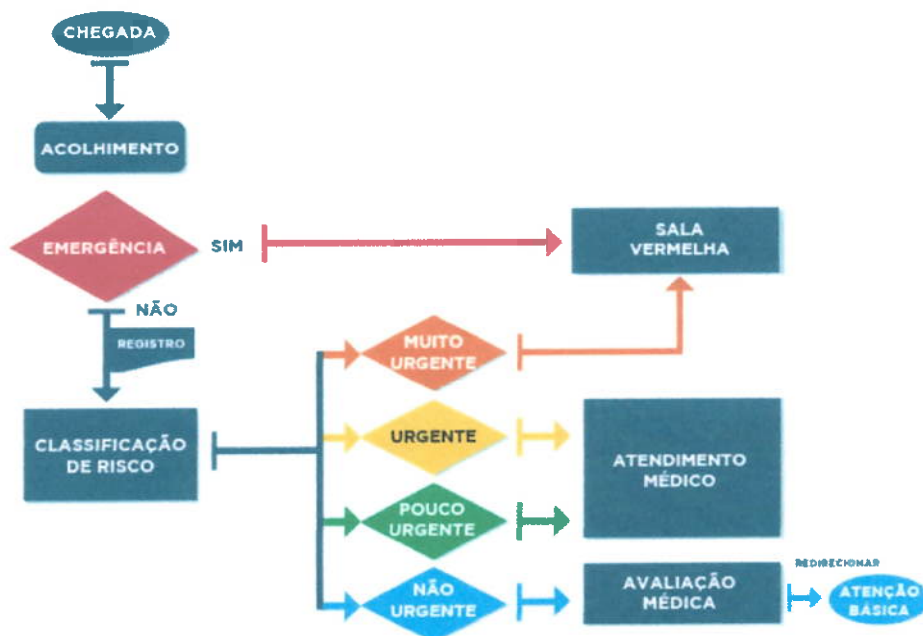 CHEGADA
ACOLHIMENTO
EMERGÊNCIA
SIM
SALA
VERMELHA
NÃO
REGISTRO
MUITO
URGENTE
CLASSIFICAÇÃO
DE RISCO
URGENTE
ATENDIMENTO
MÉDICO
POUCO
URGENTE
NÃO
URGENTE
AVALIAÇÃO
MÉDICA
REDIRECIONAR
ATENÇÃO
BÁSICA